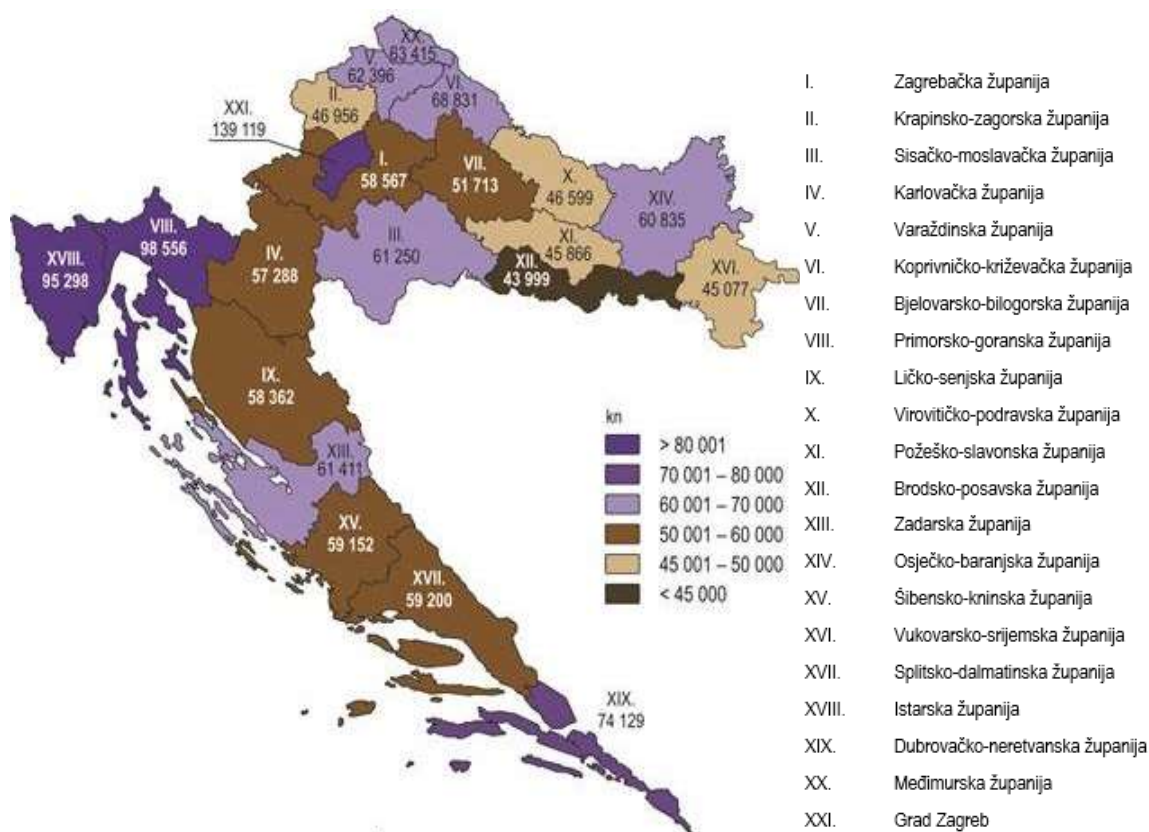 XX.
63 415
V.
62 396
VI.
68 831
II.
46 956
XXI.
139 119
I.
58 567
VII.
51 713
X.
46 599
XIV.
60 835
VIII.
98 556
III.
61 250
XI.
45 866
XVIII.
95 298
IV.
57 288
XII.
43 999
XVI.
45 077
IX.
58 362
XIII.
61 411
XV.
59 152
XVII.
59 200
XIX.
74 129
kn
> 80 001
70 001 – 80 000
60 001 – 70 000
50 001 – 60 000
45 001 – 50 000
< 45 000
I. Zagrebačka županija
II. Krapinsko-zagorska županija
III. Sisačko-moslavačka županija
IV. Karlovačka županija
V. Varaždinska županija
VI. Koprivničko-križevačka županija
VII. Bjelovarsko-bilogorska županija
VIII. Primorsko-goranska županija
IX. Ličko-senjska županija
X. Virovitičko-podravska županija
XI. Požeško-slavonska županija
XII. Brodsko-posavska županija
XIII. Zadarska županija
XIV. Osječko-baranjska županija
XV. Šibensko-kninska županija
XVI. Vukovarsko-srijemska županija
XVII. Splitsko-dalmatinska županija
XVIII. Istarska županija
XIX. Dubrovačko-neretvanska županija
XX. Međimurska županija
XXI. Grad Zagreb